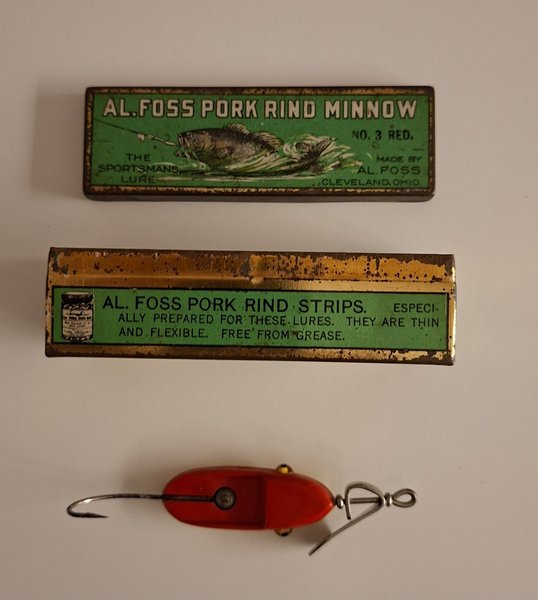 AL. FOSS PORK RIND MINNOW
NO. 3 RED.
THE
SPORTSMANS
LURE
MADE BY
AL. FOSS
CLEVELAND, OHIO.
AL. FOSS PORK RIND STRIPS. ESPECI-
ALLY PREPARED FOR THESE LURES. THEY ARE THIN
AND FLEXIBLE. FREE FROM GREASE.